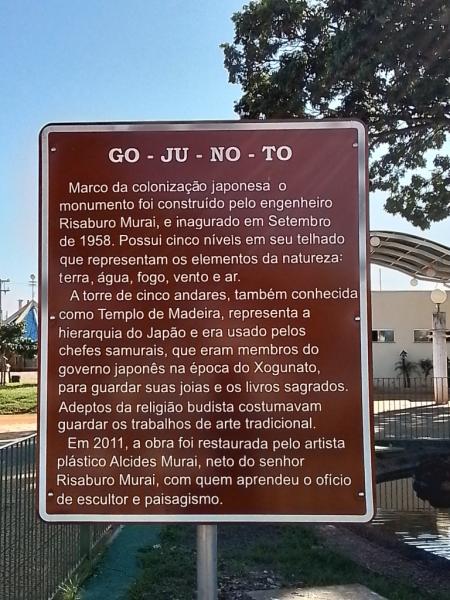 GO - JU - NO - TO
Marco da colonização japonesa o
monumento foi construído pelo engenheiro
Risaburo Murai, e inagurado em Setembro
de 1958. Possui cinco níveis em seu telhado
que representam os elementos da natureza:
terra, água, fogo, vento e ar.
A torre de cinco andares, também conhecida
como Templo de Madeira, representa a
hierarquia do Japão e era usado pelos
chefes samurais, que eram membros do
governo japonês na época do Xogunato,
para guardar suas joias e os livros sagrados.
Adeptos da religião budista costumavam
guardar os trabalhos de arte tradicional.
Em 2011, a obra foi restaurada pelo artista
plástico Alcides Murai, neto do senhor
Risaburo Murai, com quem aprendeu o ofício
de escultor e paisagismo.